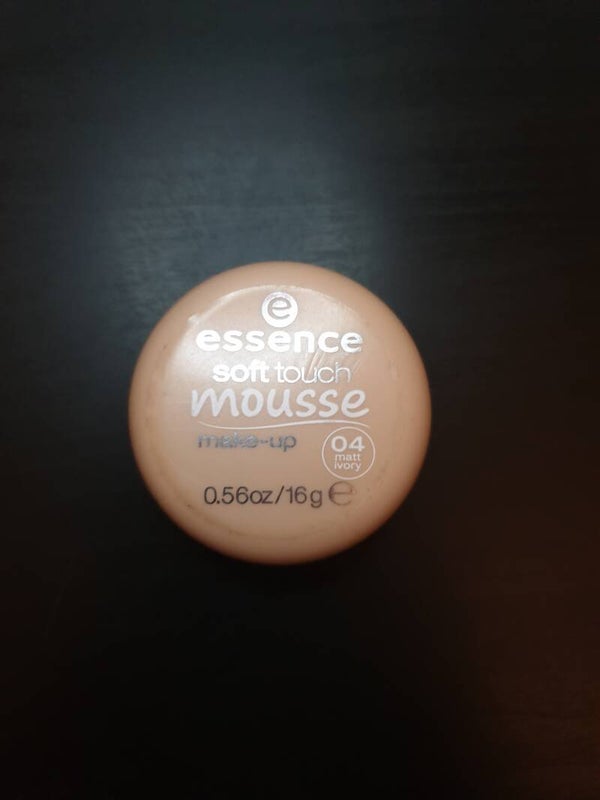 e
essence
soft touch
mousse
make-up
04
matt
ivory
0.56oz/16g ℮